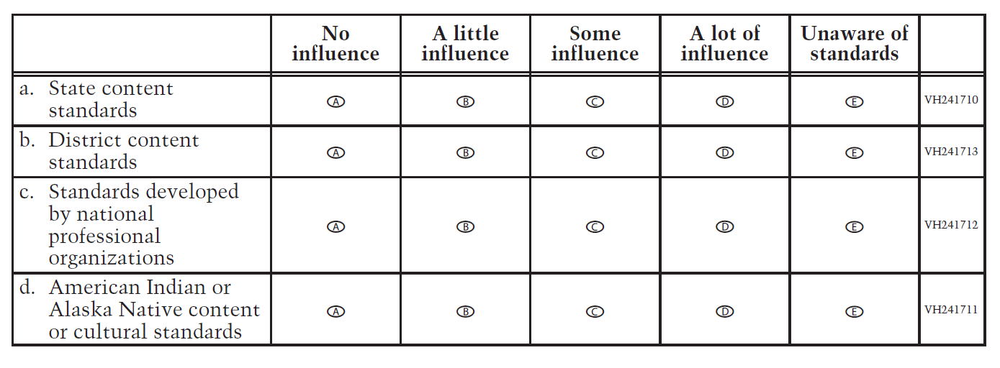 No influence A little influence Some influence A lot of influence Unaware of standards
a. State content standards A B C D E VH241710
b. District content standards A B C D E VH241713
c. Standards developed by national professional organizations A B C D E VH241712
d. American Indian or Alaska Native content or cultural standards A B C D E VH241711